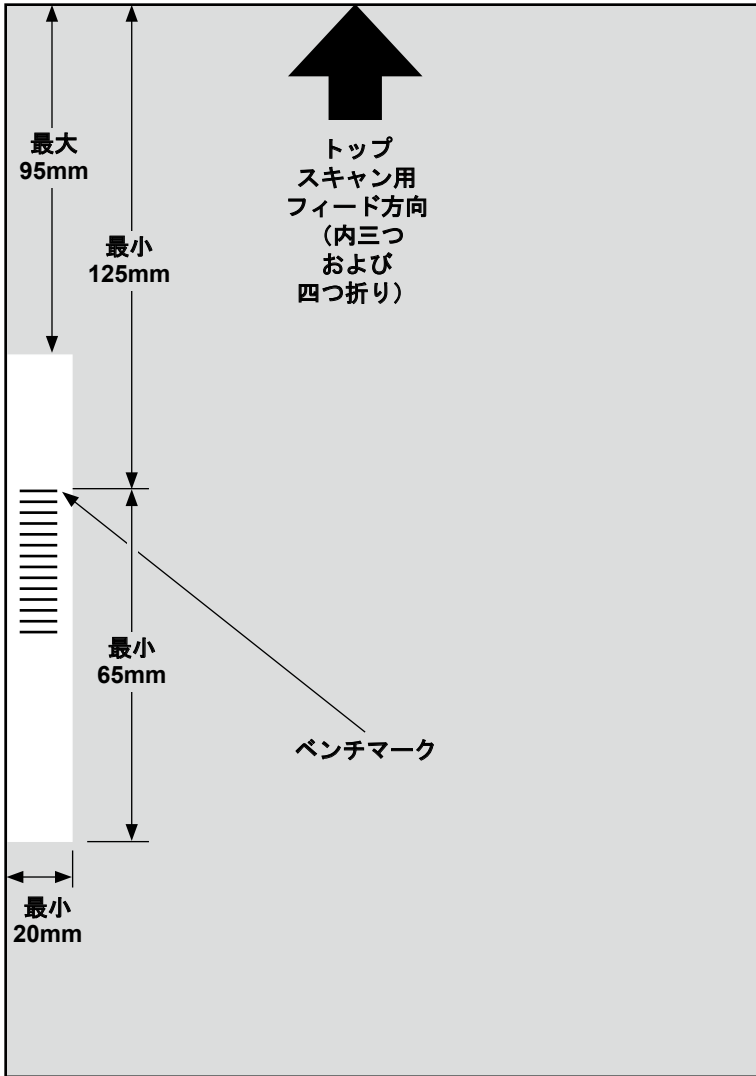 最大
95mm
最小
125mm
トップ
スキャン用
フィード方向
（内三つ
および
四つ折り）
最小
65mm
ベンチマーク
最小
20mm